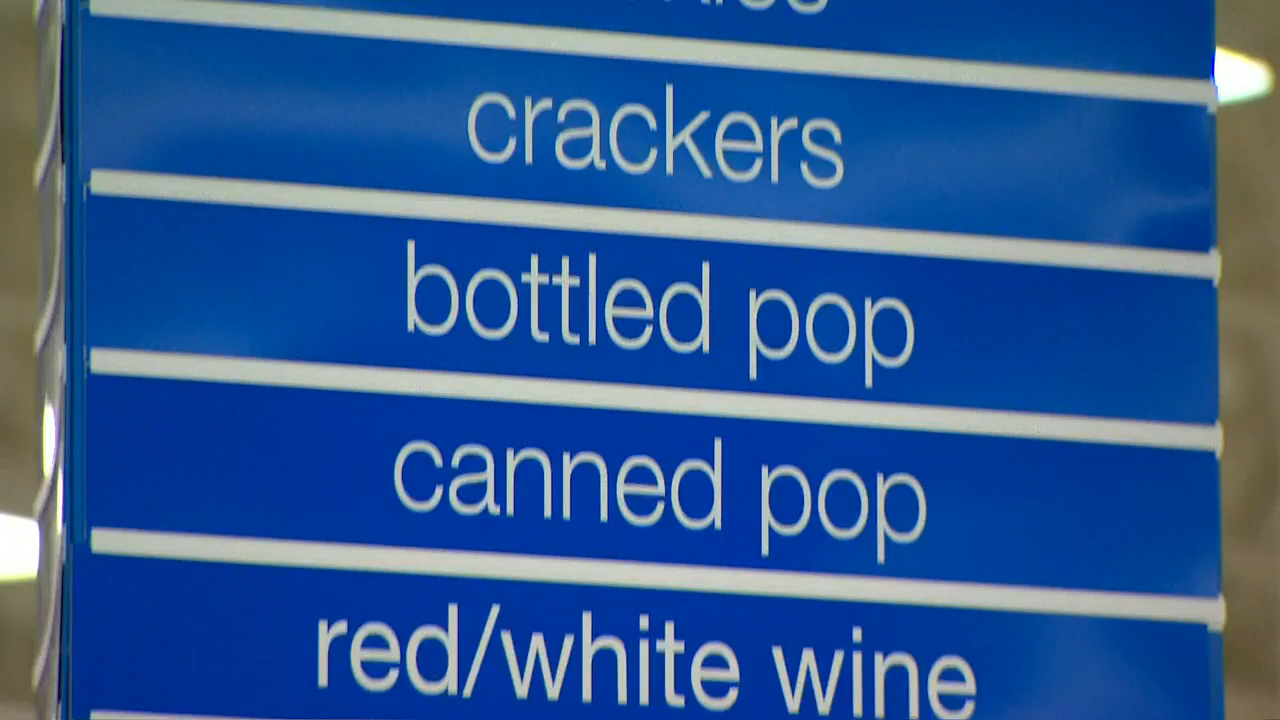 crackers
bottled pop
canned pop
red/white wine